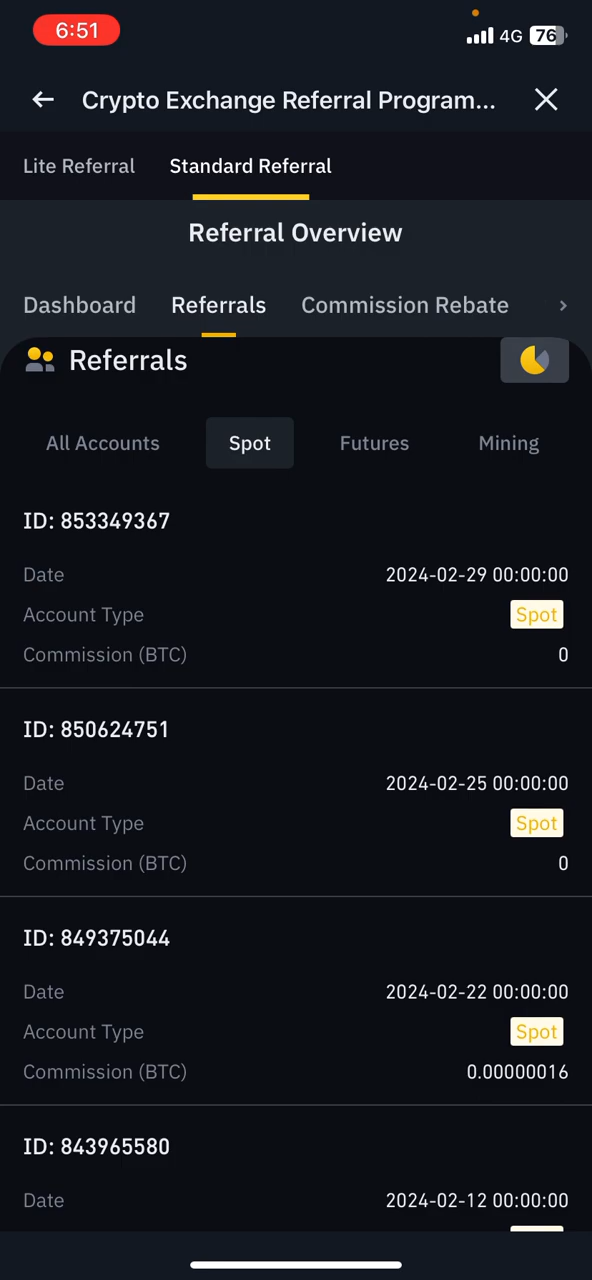 6:51
4G 76
Crypto Exchange Referral Program...
Lite Referral Standard Referral
Referral Overview
Dashboard Referrals Commission Rebate
Referrals
All Accounts Spot Futures Mining
ID: 853349367
Date 2024-02-29 00:00:00
Account Type Spot
Commission (BTC) 0
ID: 850624751
Date 2024-02-25 00:00:00
Account Type Spot
Commission (BTC) 0
ID: 849375044
Date 2024-02-22 00:00:00
Account Type Spot
Commission (BTC) 0.00000016
ID: 843965580
Date 2024-02-12 00:00:00